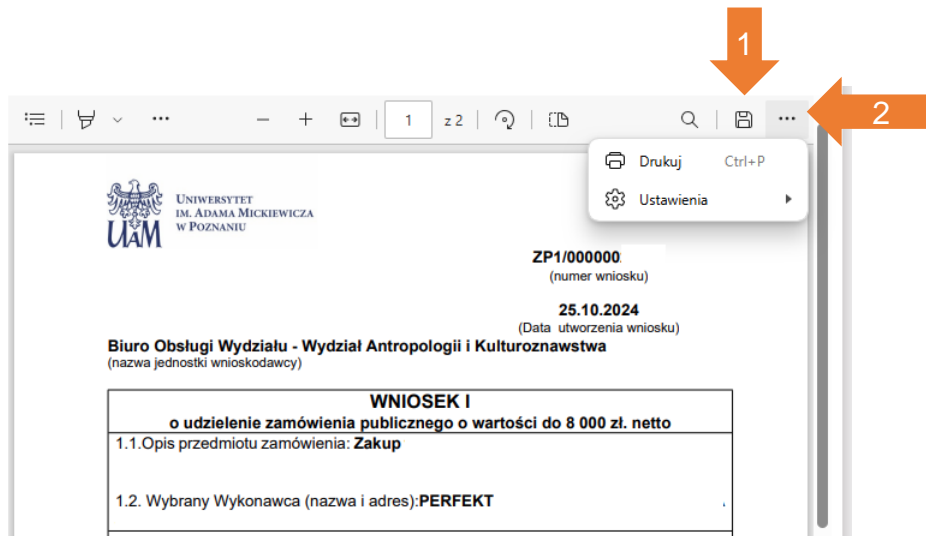 1
2
1 z 2
Drukuj Ctrl+P
Ustawienia
UAM
UNIWERSYTET
IM. ADAMA MICKIEWICZA
W POZNANIU
ZP1/000000
(numer wniosku)
25.10.2024
(Data utworzenia wniosku)
Biuro Obsługi Wydziału - Wydział Antropologii i Kulturoznawstwa
(nazwa jednostki wnioskodawcy)
WNIOSEK I
o udzielenie zamówienia publicznego o wartości do 8 000 zł. netto
1.1.Opis przedmiotu zamówienia: Zakup
1.2. Wybrany Wykonawca (nazwa i adres):PERFEKT